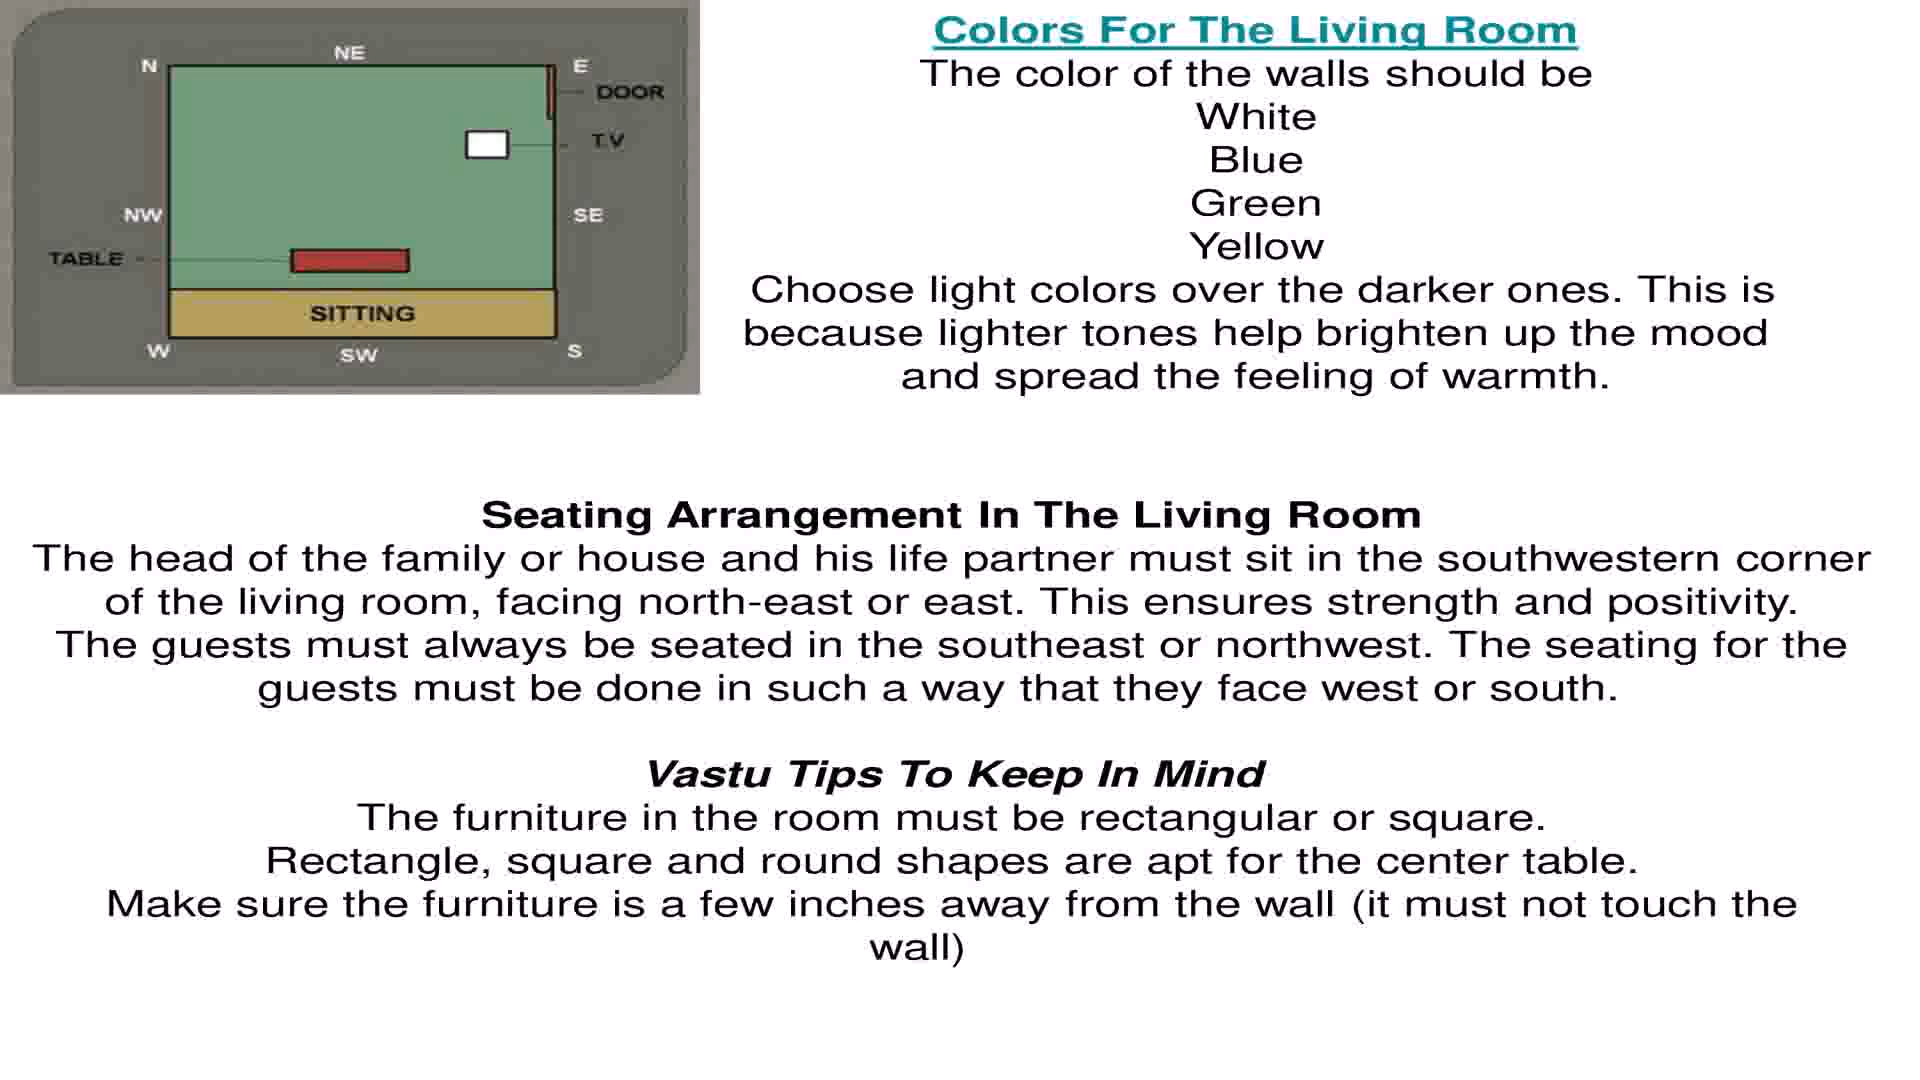 NE
N
E
DOOR
T.V
NW
SE
TABLE
SITTING
W
SW
S
Colors For The Living Room
The color of the walls should be
White
Blue
Green
Yellow
Choose light colors over the darker ones. This is
because lighter tones help brighten up the mood
and spread the feeling of warmth.
Seating Arrangement In The Living Room
The head of the family or house and his life partner must sit in the southwestern corner
of the living room, facing north-east or east. This ensures strength and positivity.
The guests must always be seated in the southeast or northwest. The seating for the
guests must be done in such a way that they face west or south.
Vastu Tips To Keep In Mind
The furniture in the room must be rectangular or square.
Rectangle, square and round shapes are apt for the center table.
Make sure the furniture is a few inches away from the wall (it must not touch the
wall)